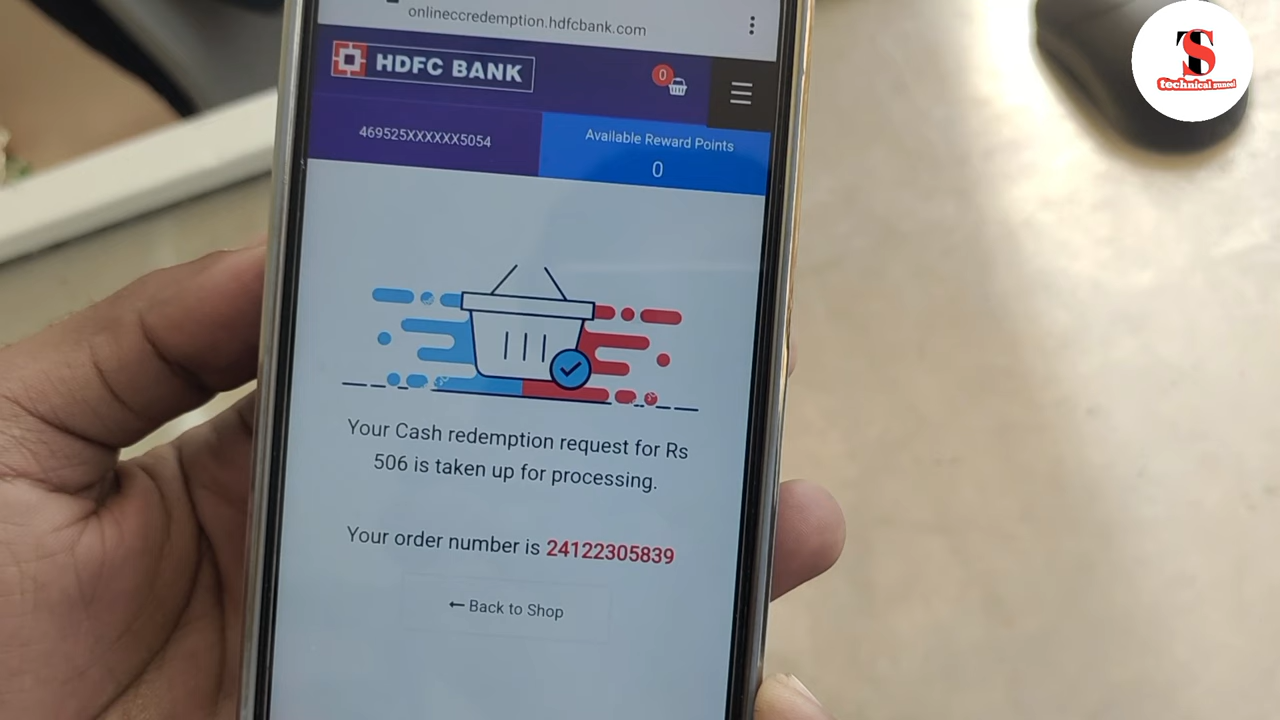 onlineccredemption.hdfcbank.com
HDFC BANK
0
469525XXXXXX5054
Available Reward Points
0
Your Cash redemption request for Rs
506 is taken up for processing.
Your order number is 24122305839
← Back to Shop
TS
technical suneel